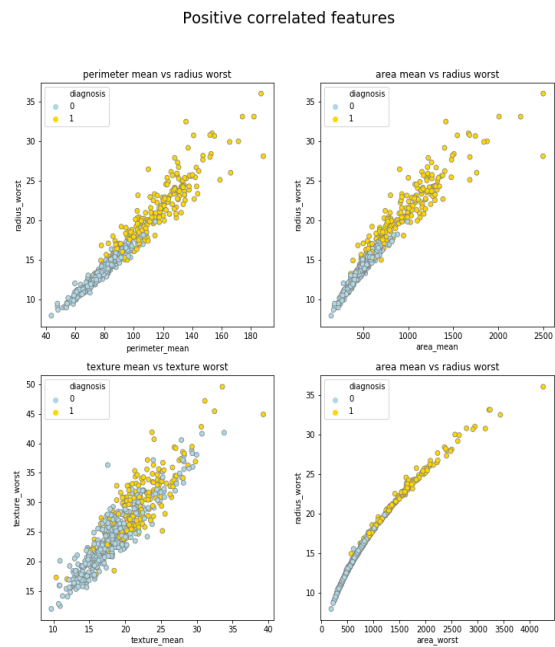 Positive correlated features
perimeter mean vs radius worst
diagnosis
0
1
35
30
25
20
15
10
radius_worst
40 60 80 100 120 140 160 180
perimeter_mean
area mean vs radius worst
diagnosis
0
1
35
30
25
20
15
10
radius_worst
500 1000 1500 2000 2500
area_mean
texture mean vs texture worst
diagnosis
0
1
50
45
40
35
30
25
20
15
texture_worst
10 15 20 25 30 35 40
texture_mean
area mean vs radius worst
diagnosis
0
1
35
30
25
20
15
10
radius_worst
0 500 1000 1500 2000 2500 3000 3500 4000
area_worst